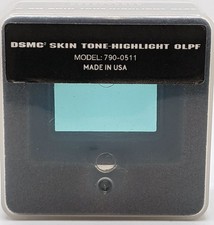 DSMC² SKIN TONE-HIGHLIGHT OLPF
MODEL: 790-0511
MADE IN USA